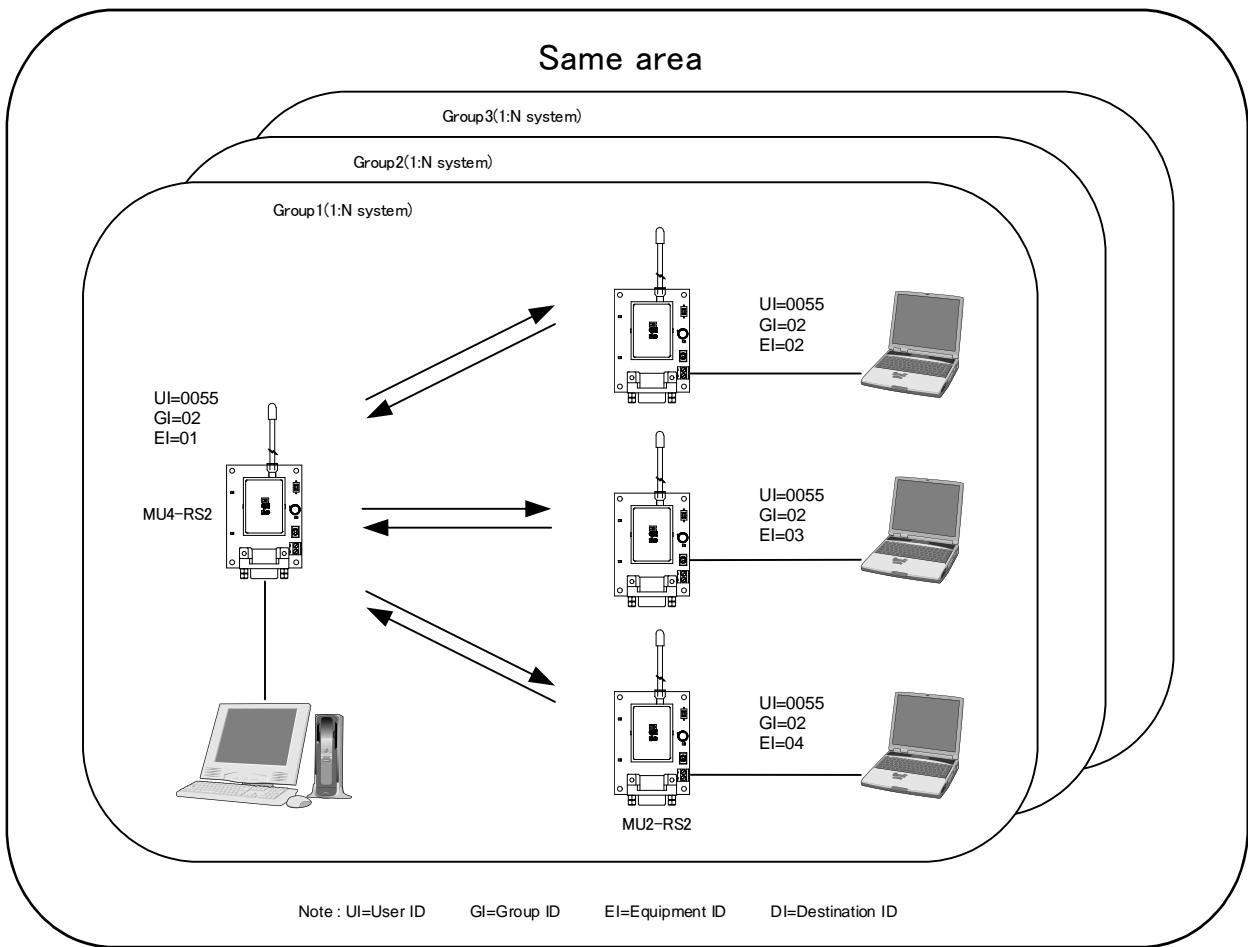 Same area
Group3(1:N system)
Group2(1:N system)
Group1(1:N system)
UI=0055
GI=02
EI=01
MU4-RS2
UI=0055
GI=02
EI=02
UI=0055
GI=02
EI=03
UI=0055
GI=02
EI=04
MU2-RS2
Note : UI=User ID GI=Group ID EI=Equipment ID DI=Destination ID